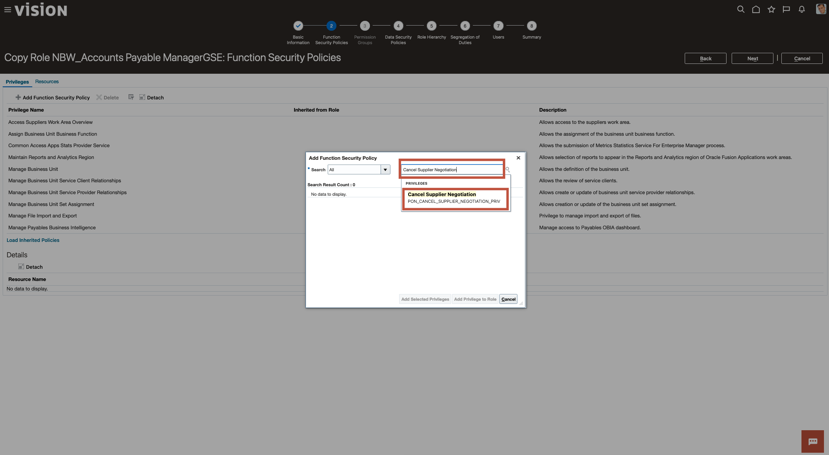 vision
2
3
4
5
6
7
8
Basic
Information
Function
Security Policies
Permission
Groups
Data Security
Policies
Role Hierarchy
Segregation of
Duties
Users
Summary
Copy Role NBW_Accounts Payable ManagerGSE: Function Security Policies
Back
Next
Cancel
Privileges
Resources
Add Function Security Policy
Delete
Detach
Privilege Name
Inherited from Role
Description
Access Suppliers Work Area Overview
Allows access to the suppliers work area.
Assign Business Unit Business Function
Allows the assignment of the business unit business function.
Common Access Apps Stats Provider Service
Allows the submission of Metrics Statistics Service For Enterprise Manager process.
Maintain Reports and Analytics Region
Allows selection of reports to appear in the Reports and Analytics region of Oracle Fusion Applications work areas.
Manage Business Unit
Allows the definition of the business unit.
Manage Business Unit Service Client Relationships
Allows the review of service clients.
Manage Business Unit Service Provider Relationships
Allows create or update of business unit service provider relationships.
Manage Business Unit Set Assignment
Allows creation or update of the business unit set assignment.
Manage File Import and Export
Privilege to manage import and export of files.
Manage Payables Business Intelligence
Manage access to Payables OBIA dashboard.
Load Inherited Policies
Details
Detach
Resource Name
No data to display.
Add Function Security Policy
* Search
All
Cancel Supplier Negotiation
Search Result Count : 0
No data to display.
PRIVILEGES
Cancel Supplier Negotiation
PON_CANCEL_SUPPLIER_NEGOTIATION_PRIV
Add Selected Privileges
Add Privilege to Role
Cancel